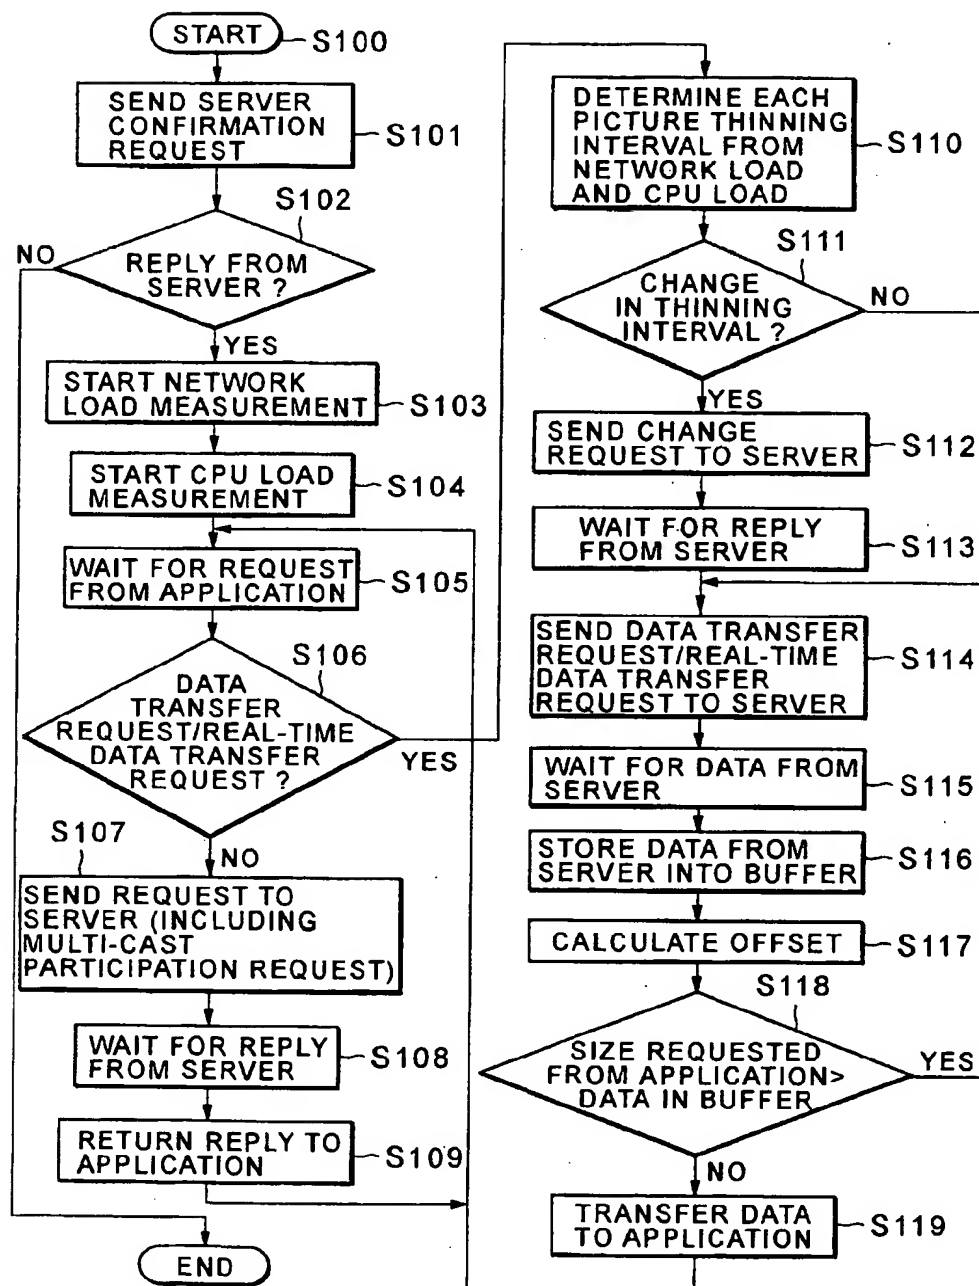 START
S100
SEND SERVER
CONFIRMATION
REQUEST
S101
S102
NO
REPLY FROM
SERVER ?
YES
START NETWORK
LOAD MEASUREMENT
S103
START CPU LOAD
MEASUREMENT
S104
WAIT FOR REQUEST
FROM APPLICATION
S105
S106
DATA
TRANSFER
REQUEST/REAL-TIME
DATA TRANSFER
REQUEST ?
YES
S107
NO
SEND REQUEST TO
SERVER (INCLUDING
MULTI-CAST
PARTICIPATION REQUEST)
WAIT FOR REPLY
FROM SERVER
S108
RETURN REPLY TO
APPLICATION
S109
END
DETERMINE EACH
PICTURE THINNING
INTERVAL FROM
NETWORK LOAD
AND CPU LOAD
S110
S111
CHANGE
IN THINNING
INTERVAL ?
NO
YES
SEND CHANGE
REQUEST TO SERVER
S112
WAIT FOR REPLY
FROM SERVER
S113
SEND DATA TRANSFER
REQUEST/REAL-TIME
DATA TRANSFER
REQUEST TO SERVER
S114
WAIT FOR DATA FROM
SERVER
S115
STORE DATA FROM
SERVER INTO BUFFER
S116
CALCULATE OFFSET
S117
S118
SIZE REQUESTED
FROM APPLICATION>
DATA IN BUFFER
YES
NO
TRANSFER DATA
TO APPLICATION
S119